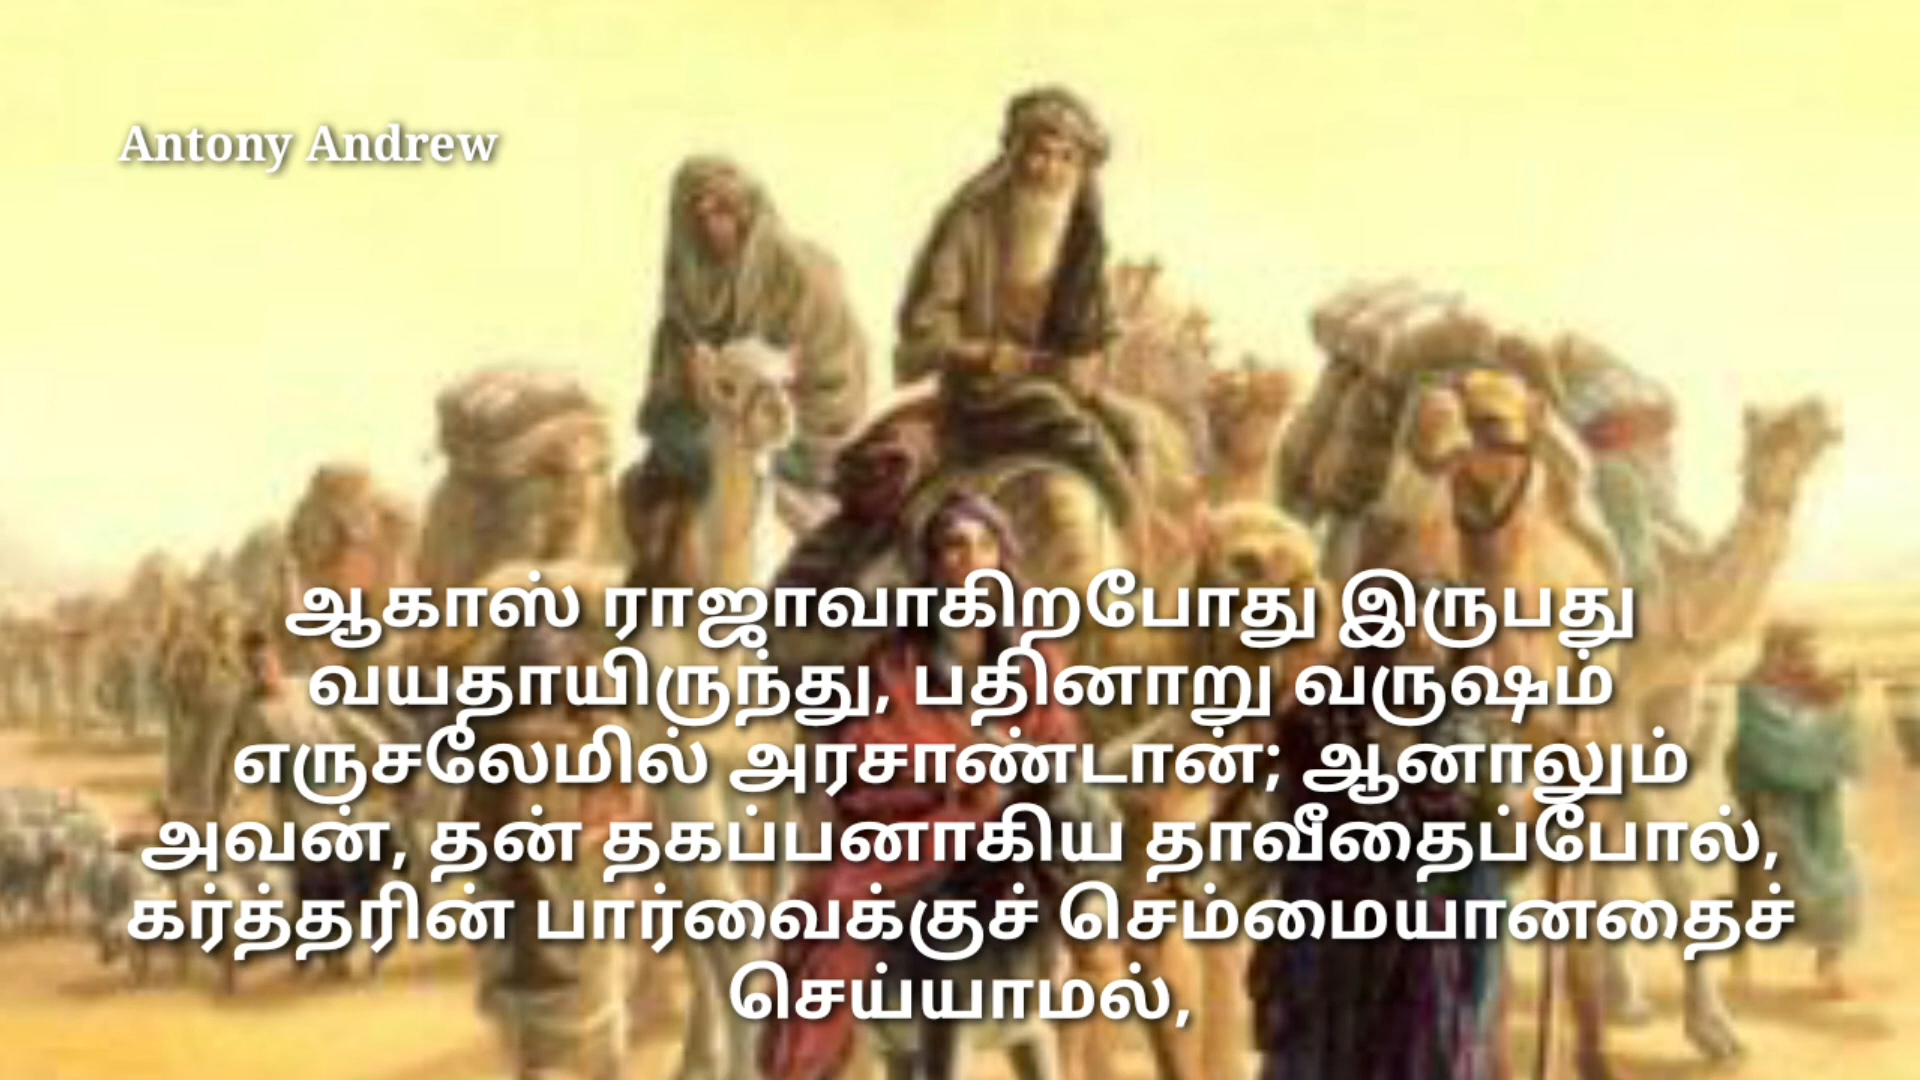 Antony Andrew
ஆகாஸ் ராஜாவாகிறபோது இருபது
வயதாயிருந்து, பதினாறு வருஷம்
எருசலேமில் அரசாண்டான்; ஆனாலும்
அவன், தன் தகப்பனாகிய தாவீதைப்போல்,
கர்த்தரின் பார்வைக்குச் செம்மையானதைச்
செய்யாமல்,